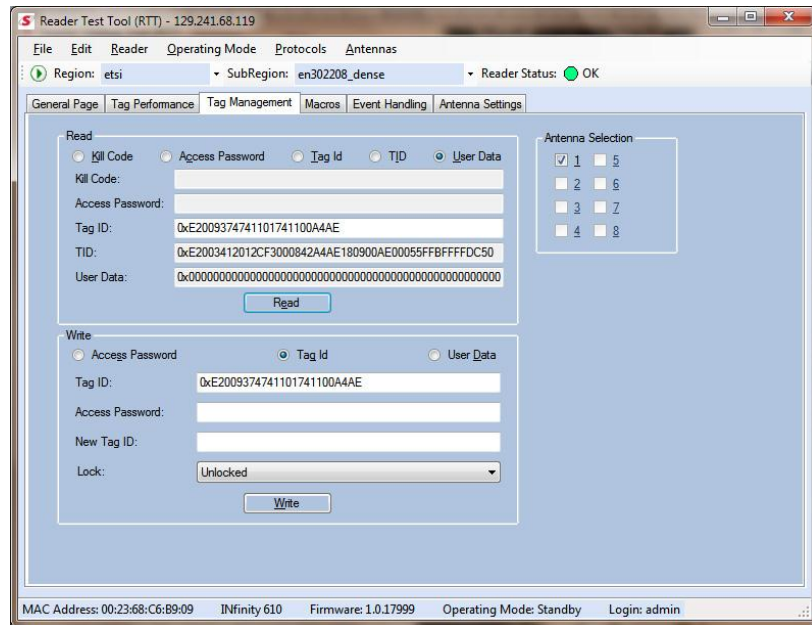 S Reader Test Tool (RTT) - 129.241.68.119
File Edit Reader Operating Mode Protocols Antennas
Region: etsi SubRegion: en302208_dense Reader Status: OK
General Page Tag Performance Tag Management Macros Event Handling Antenna Settings
Read
Kill Code Access Password Tag Id TID User Data
Kill Code:
Access Password:
Tag ID: 0xE2009374741101741100A4AE
TID: 0xE2003412012CF3000842A4AE180900AE00055FFBFFFFDC50
User Data:
Read
Antenna Selection
1 5
2 6
3 7
4 8
Write
Access Password Tag Id User Data
Tag ID: 0xE2009374741101741100A4AE
Access Password:
New Tag ID:
Lock: Unlocked
Write
MAC Address: 00:23:68:C6:B9:09 INfinity 610 Firmware: 1.0.17999 Operating Mode: Standby Login: admin